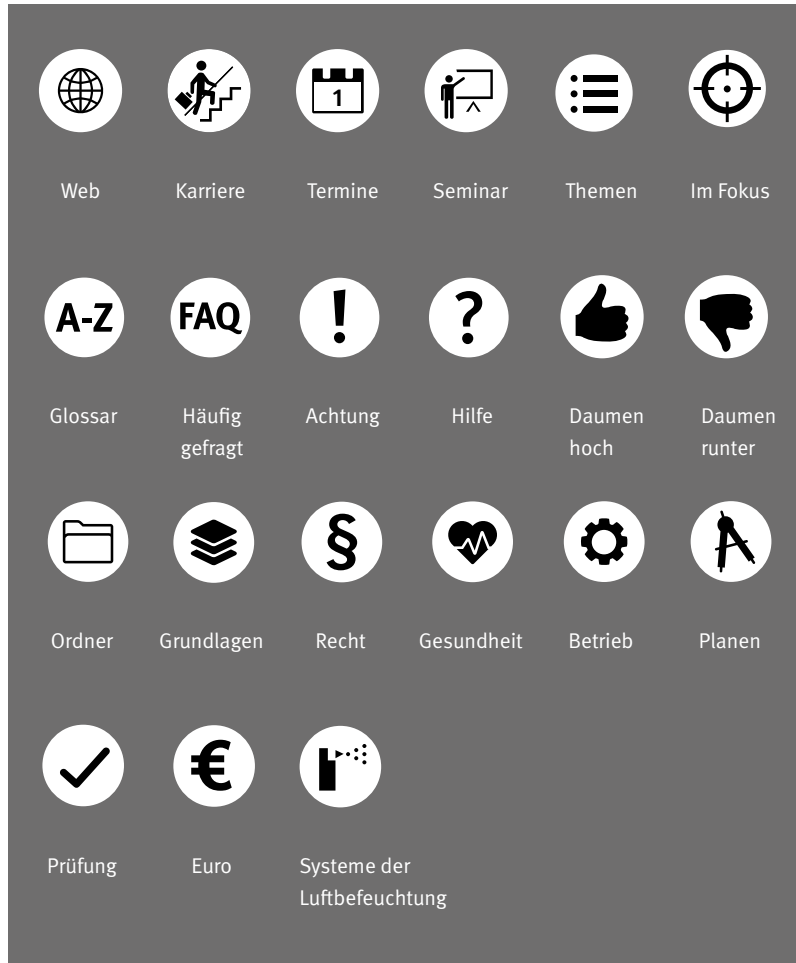 1
Web Karriere Termine Seminar Themen Im Fokus
A-Z FAQ ! ?
Glossar Häufig gefragt Achtung Hilfe Daumen hoch Daumen runter
§
Ordner Grundlagen Recht Gesundheit Betrieb Planen
€
Prüfung Euro Systeme der Luftbefeuchtung